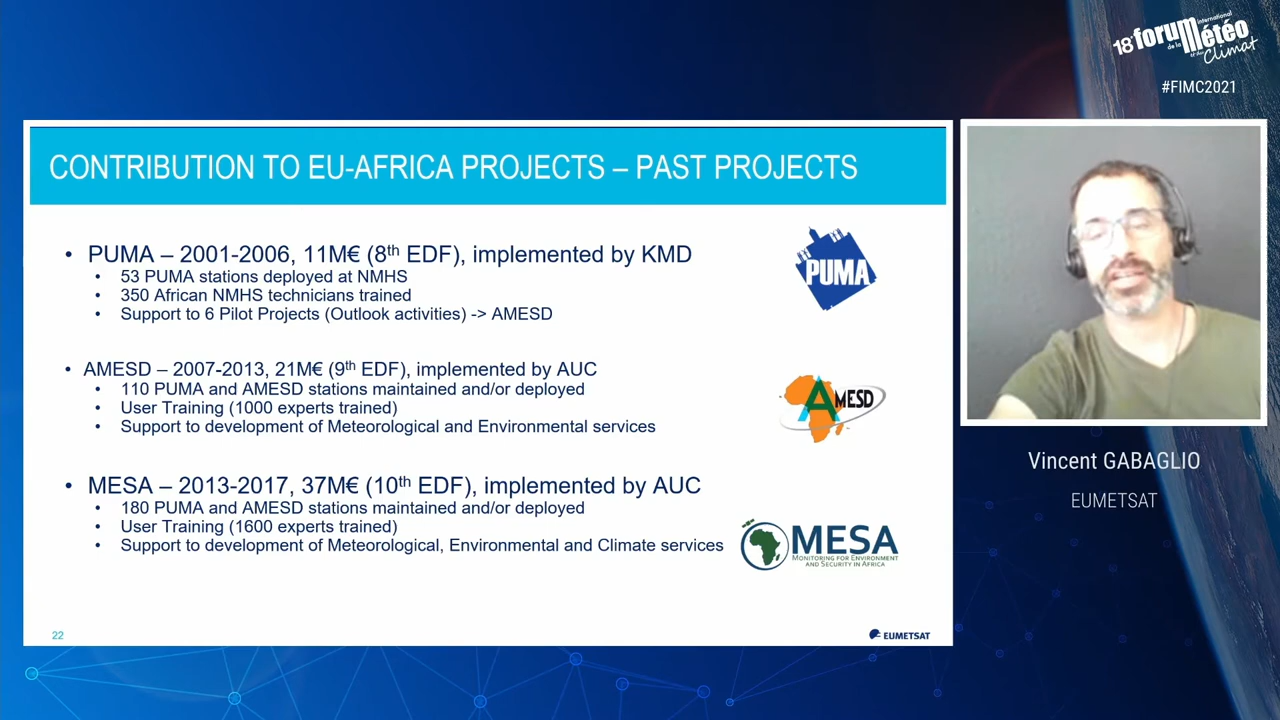 18e forum international
de la météo
et du Climat
#FIMC2021
CONTRIBUTION TO EU-AFRICA PROJECTS – PAST PROJECTS
• PUMA – 2001-2006, 11M€ (8th EDF), implemented by KMD
• 53 PUMA stations deployed at NMHS
• 350 African NMHS technicians trained
• Support to 6 Pilot Projects (Outlook activities) -> AMESD
PUMA
• AMESD – 2007-2013, 21M€ (9th EDF), implemented by AUC
• 110 PUMA and AMESD stations maintained and/or deployed
• User Training (1000 experts trained)
• Support to development of Meteorological and Environmental services
AMESD
• MESA – 2013-2017, 37M€ (10th EDF), implemented by AUC
• 180 PUMA and AMESD stations maintained and/or deployed
• User Training (1600 experts trained)
• Support to development of Meteorological, Environmental and Climate services
MESA
MONITORING FOR ENVIRONMENT
AND SECURITY IN AFRICA
22
EUMETSAT
Vincent GABAGLIO
EUMETSAT